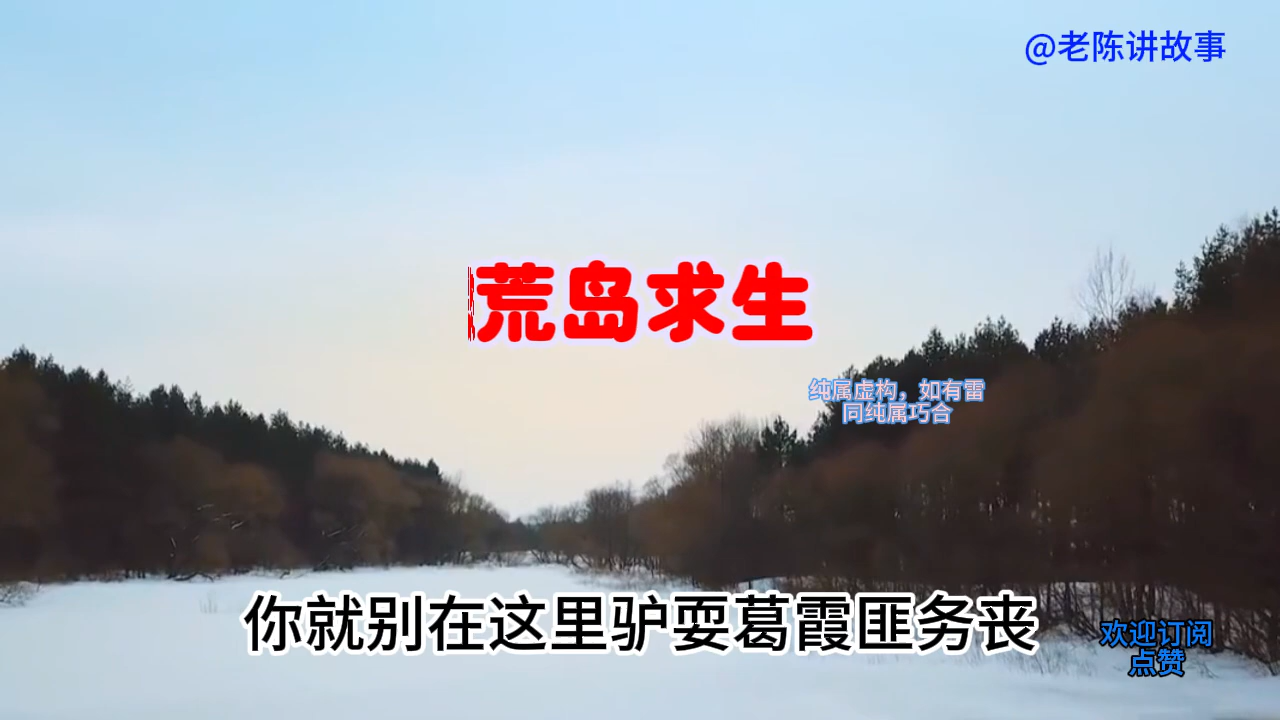 @老陈讲故事
荒岛求生
纯属虚构，如有雷
同纯属巧合
你就别在这里驴耍葛霞匪务丧
欢迎订阅
点赞